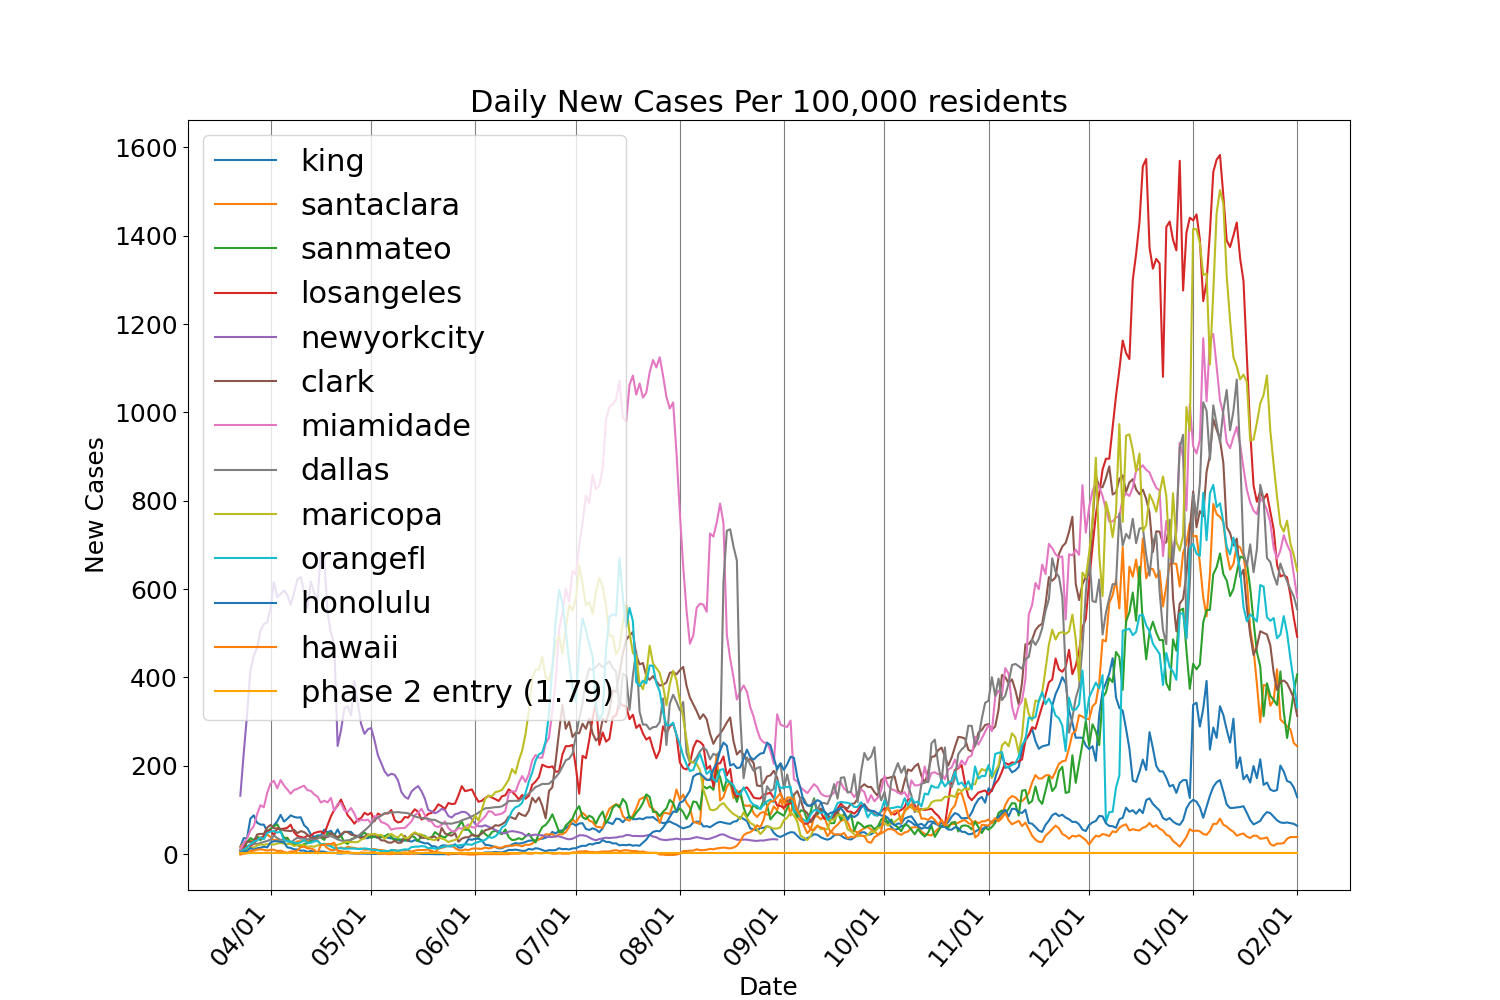 Daily New Cases Per 100,000 residents
1600
1400
1200
1000
800
600
400
200
0
New Cases
king
santaclara
sanmateo
losangeles
newyorkcity
clark
miamidade
dallas
maricopa
orangefl
honolulu
hawaii
phase 2 entry (1.79)
04/01
05/01
06/01
07/01
08/01
09/01
10/01
11/01
12/01
01/01
02/01
Date